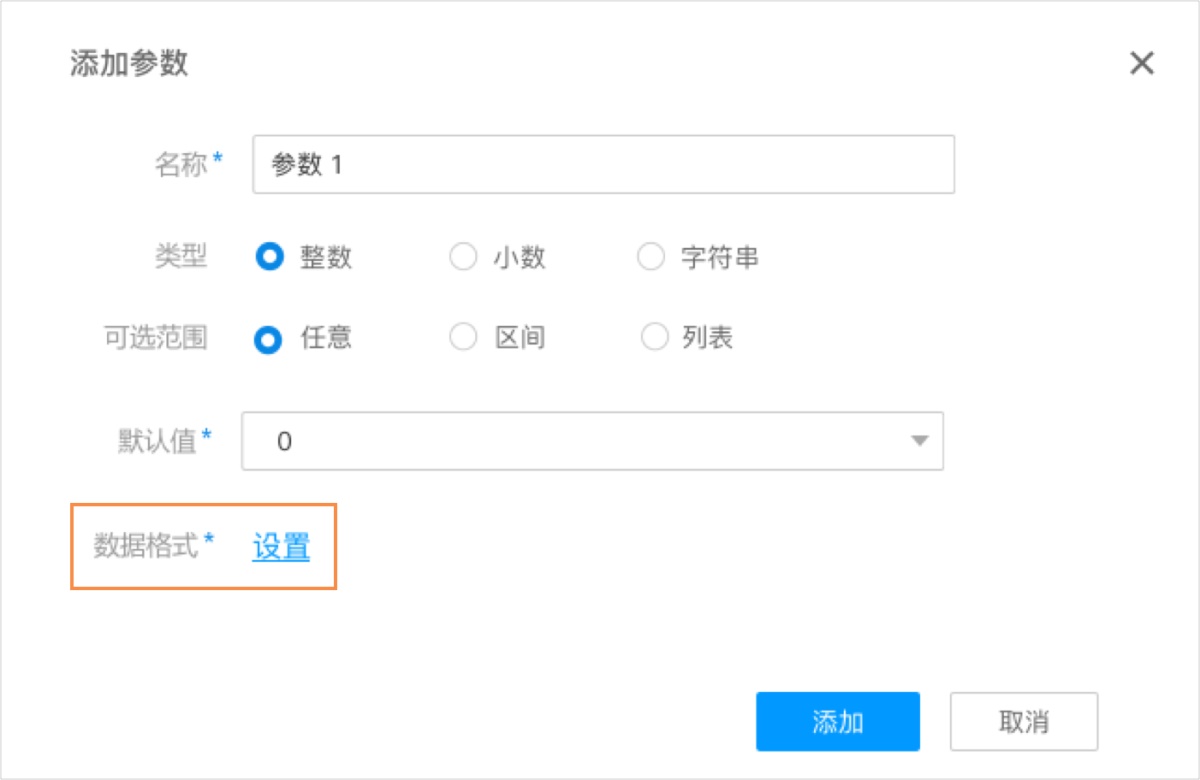 添加参数
名称* 参数 1
类型 整数 小数 字符串
可选范围 任意 区间 列表
默认值* 0
数据格式* 设置
添加 取消